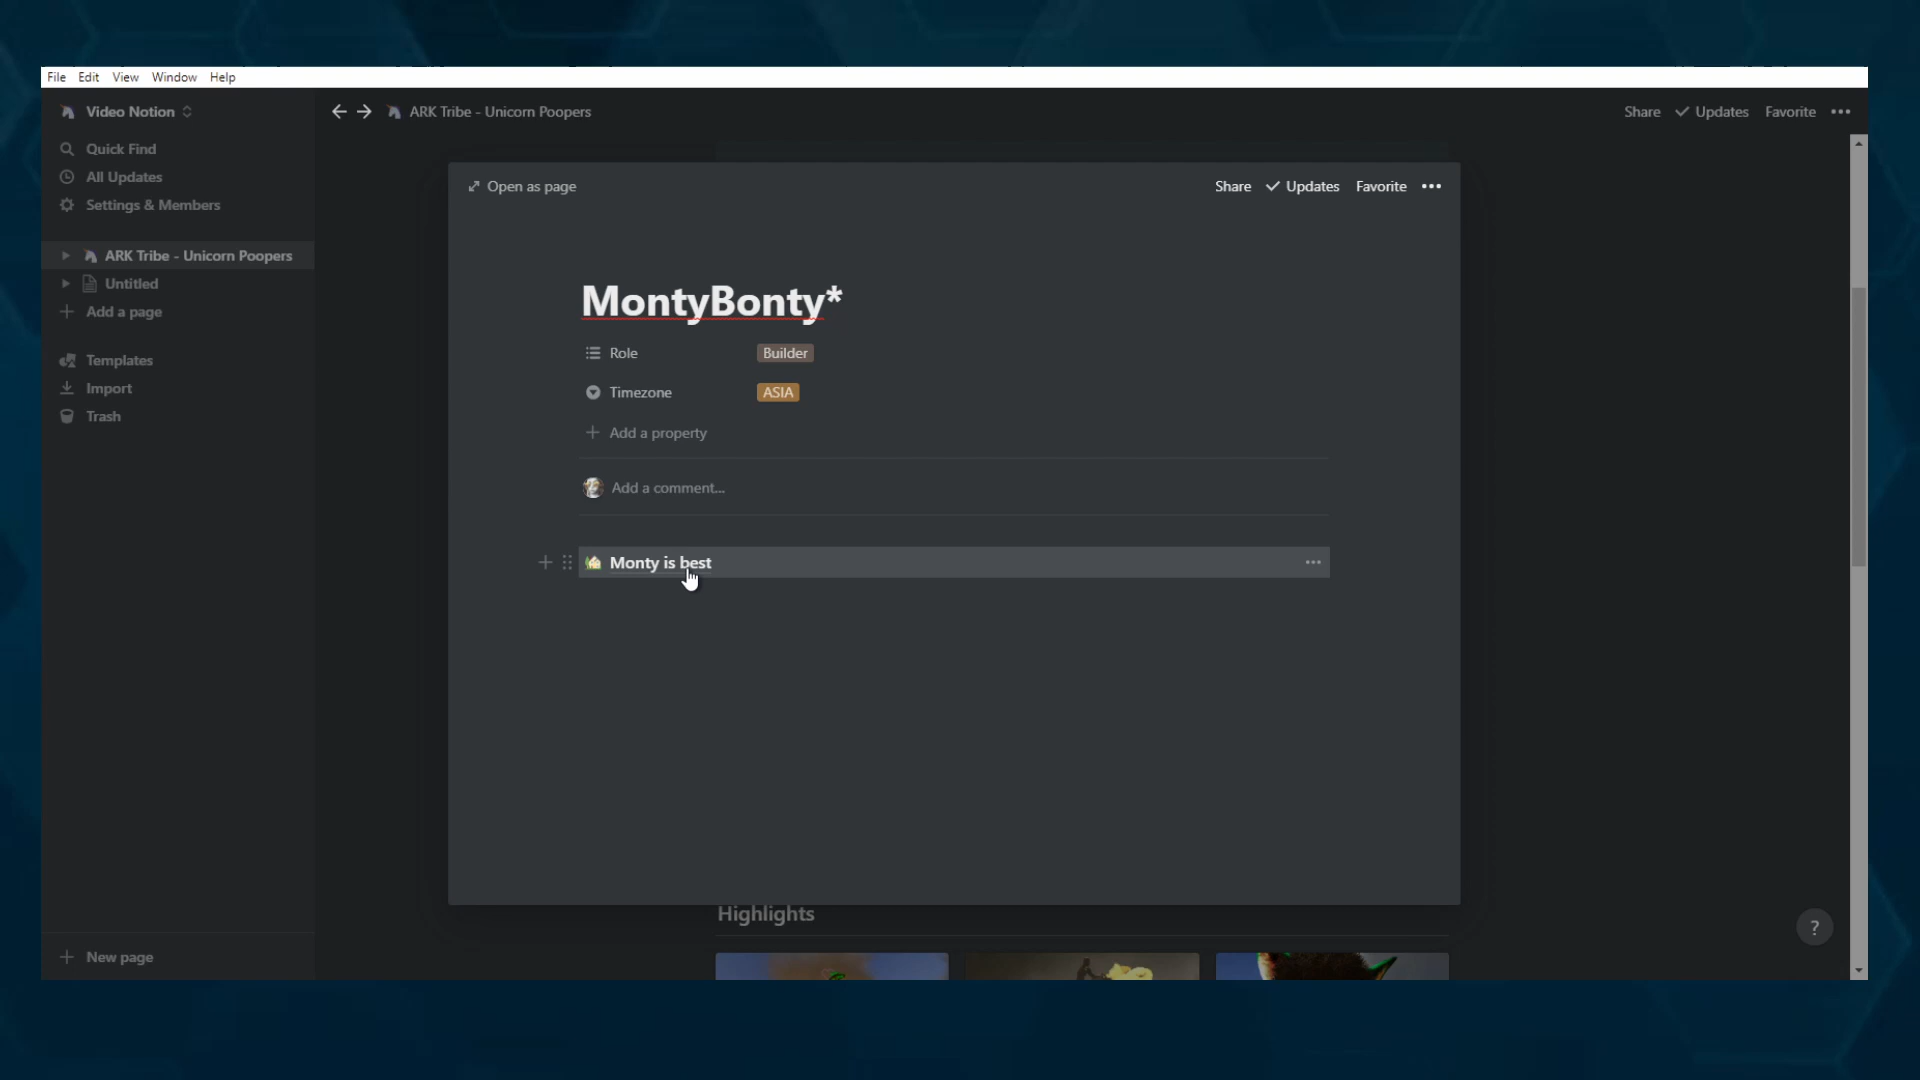 File Edit View Window Help
Video Notion
ARK Tribe - Unicorn Poopers
Share Updates Favorite
Quick Find
All Updates
Settings & Members
ARK Tribe - Unicorn Poopers
Untitled
Add a page
Templates
Import
Trash
New page
Open as page
Share Updates Favorite
MontyBonty*
Role Builder
Timezone ASIA
Add a property
Add a comment...
Monty is best
Highlights
?